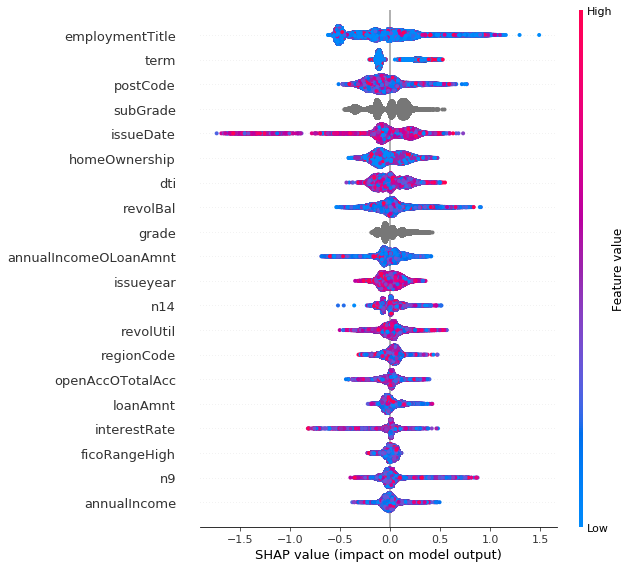 High
employmentTitle
term
postCode
subGrade
issueDate
homeOwnership
dti
revolBal
grade
annualIncomeOLoanAmnt
issueyear
n14
revolUtil
regionCode
openAccOTotalAcc
loanAmnt
interestRate
ficoRangeHigh
n9
annualIncome
Feature value
Low
−1.5 −1.0 −0.5 0.0 0.5 1.0 1.5
SHAP value (impact on model output)